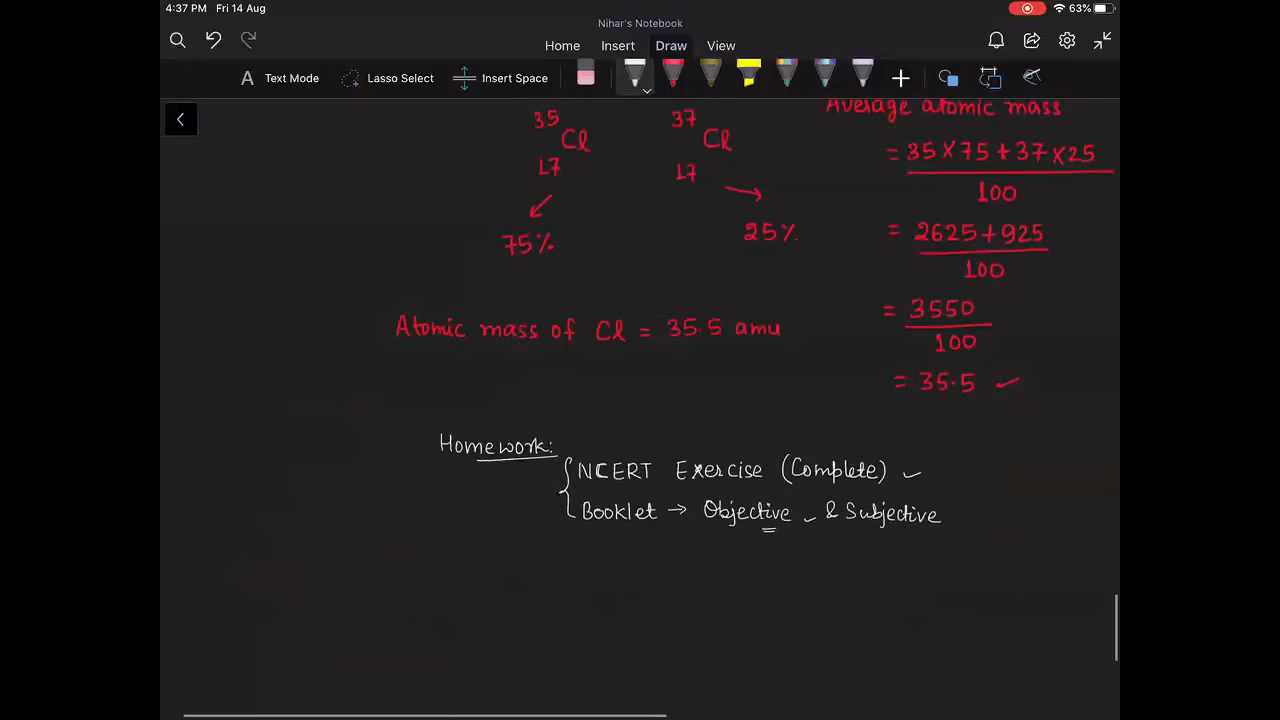 4:37 PM Fri 14 Aug
63%
Nihar's Notebook
Home Insert Draw View
A Text Mode Lasso Select Insert Space
35 Cl 17
37 Cl 17
75%
25%
Average atomic mass
= 35 × 75 + 37 × 25
100
= 2625 + 925
100
= 3550
100
= 35.5 ✓
Atomic mass of Cl = 35.5 amu
Homework:
NCERT Exercise (Complete) ✓
Booklet → Objective ✓ & Subjective